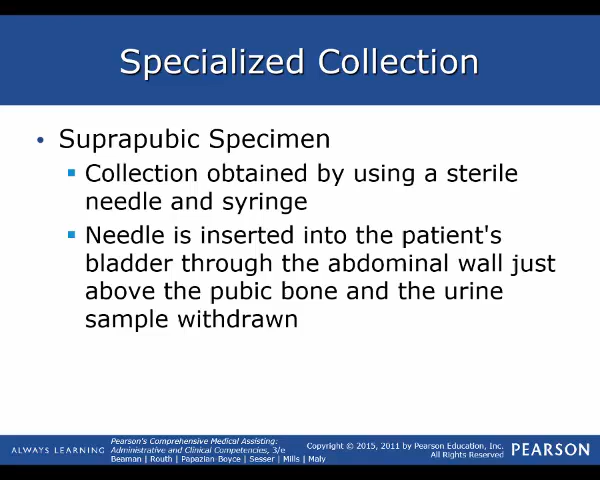 Specialized Collection
• Suprapubic Specimen
▪ Collection obtained by using a sterile
needle and syringe
▪ Needle is inserted into the patient's
bladder through the abdominal wall just
above the pubic bone and the urine
sample withdrawn
ALWAYS LEARNING
Pearson's Comprehensive Medical Assisting:
Administrative and Clinical Competencies, 3/e
Beaman | Routh | Papazian Boyce | Sesser | Mills | Maly
Copyright © 2015, 2011 by Pearson Education, Inc.
All Rights Reserved
PEARSON